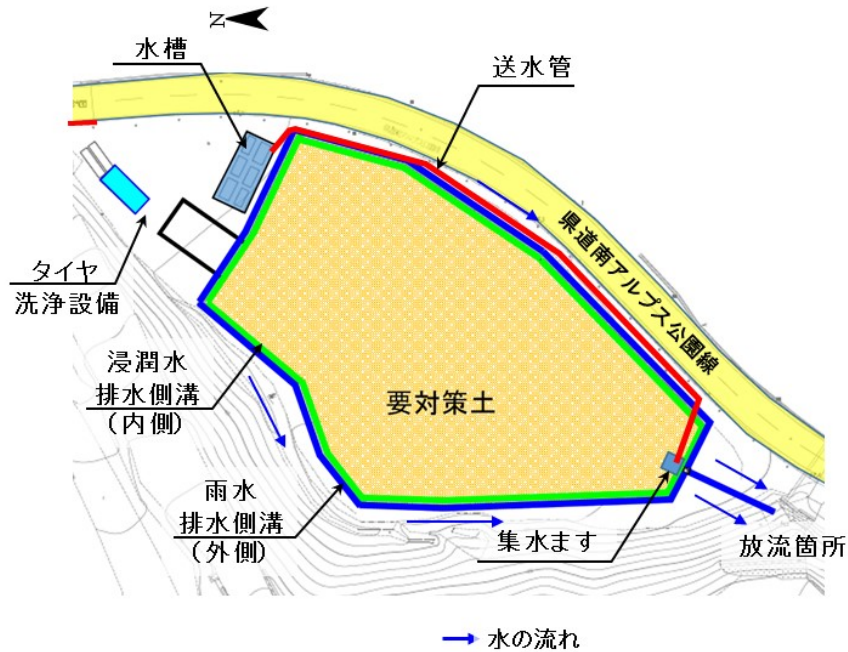 N
水槽
送水管
県道南アルプス公園線
タイヤ
洗浄設備
浸潤水
排水側溝
(内側)
要対策土
雨水
排水側溝
(外側)
集水ます
放流箇所
水の流れ